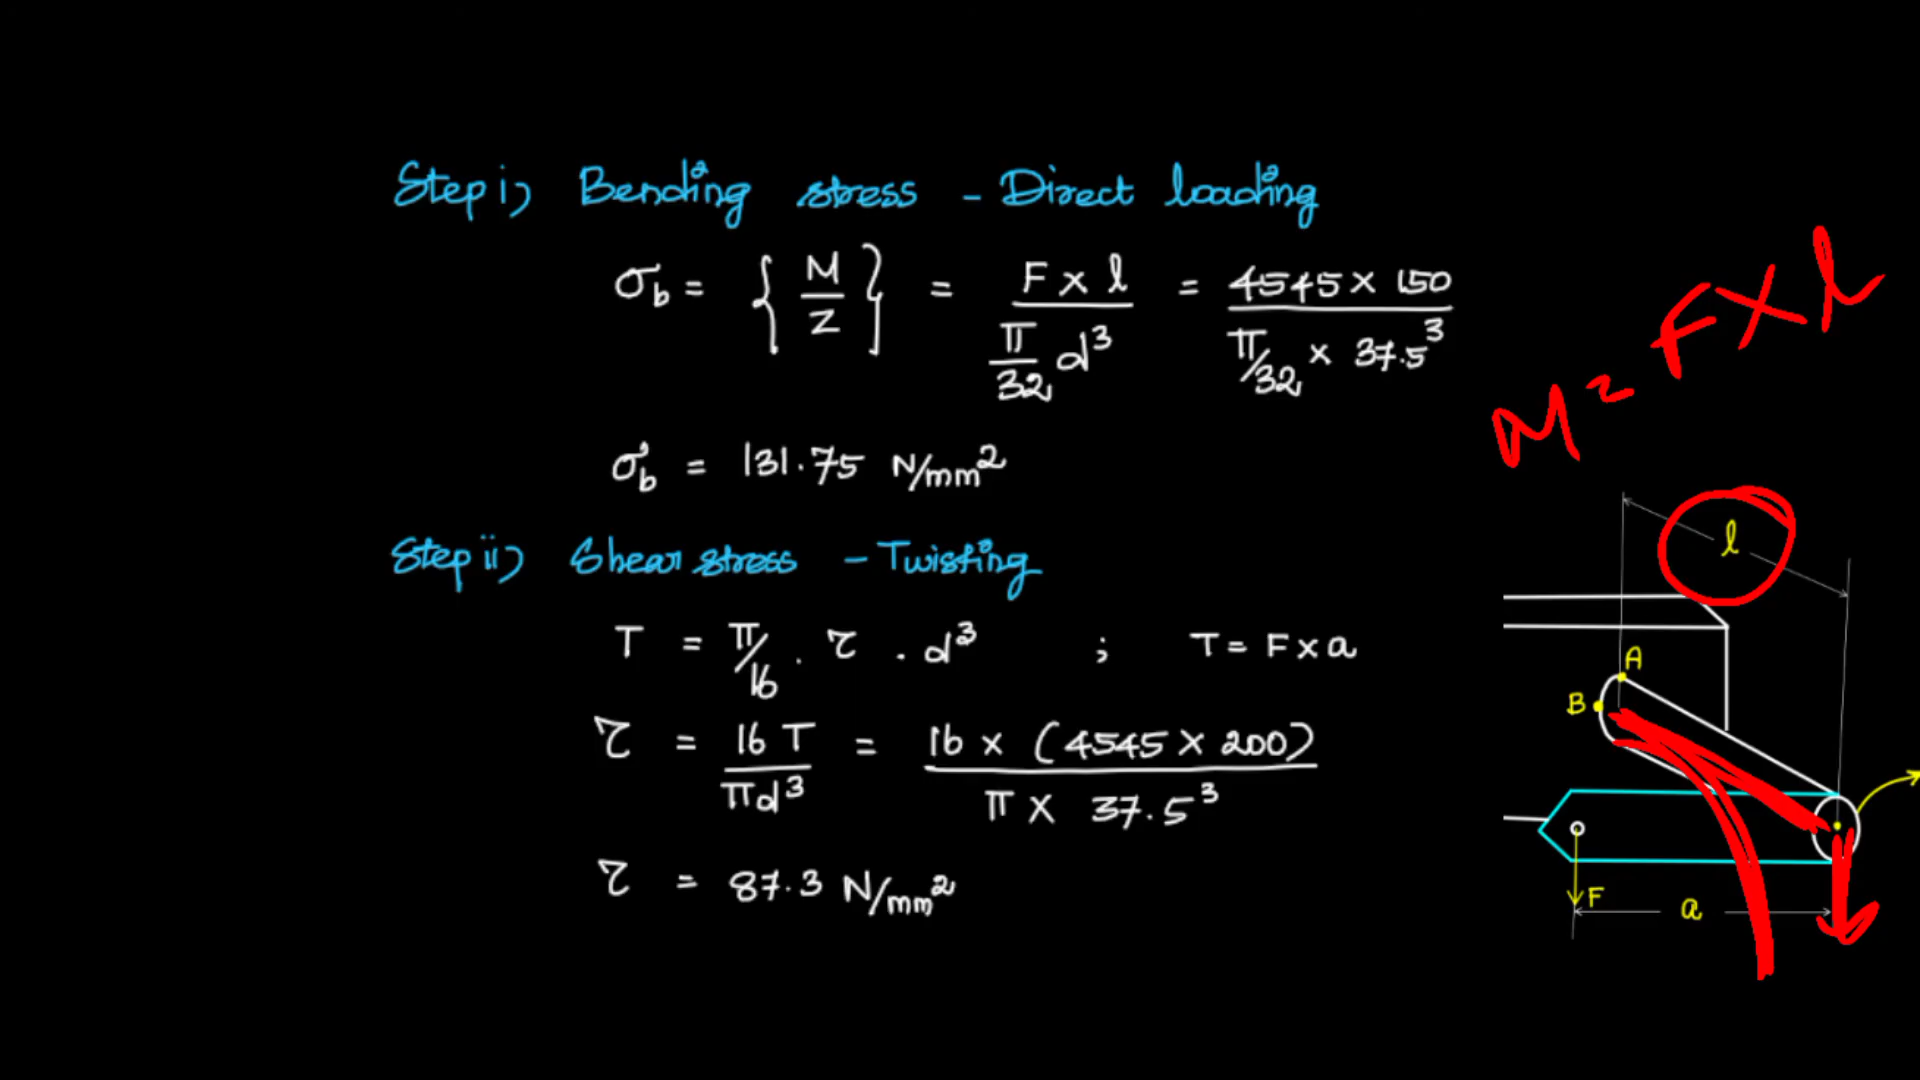 Step i) Bending stress - Direct loading
σb = { M/Z } = F × l / π/32 d³ = 4545 × 150 / π/32 × 37.5³
M = F × l
σb = 131.75 N/mm²
l
Step ii) Shear stress - Twisting
T = π/16 . τ . d³ ; T = F × a
A
B
τ = 16 T / πd³ = 16 × (4545 × 200) / π × 37.5³
τ = 87.3 N/mm²
F
a